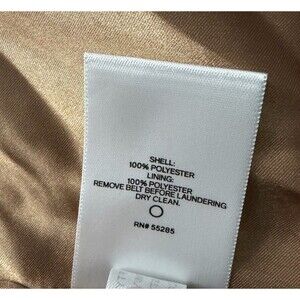 SHELL:
100% POLYESTER
LINING:
100% POLYESTER
REMOVE BELT BEFORE LAUNDERING
DRY CLEAN.
RN# 55285